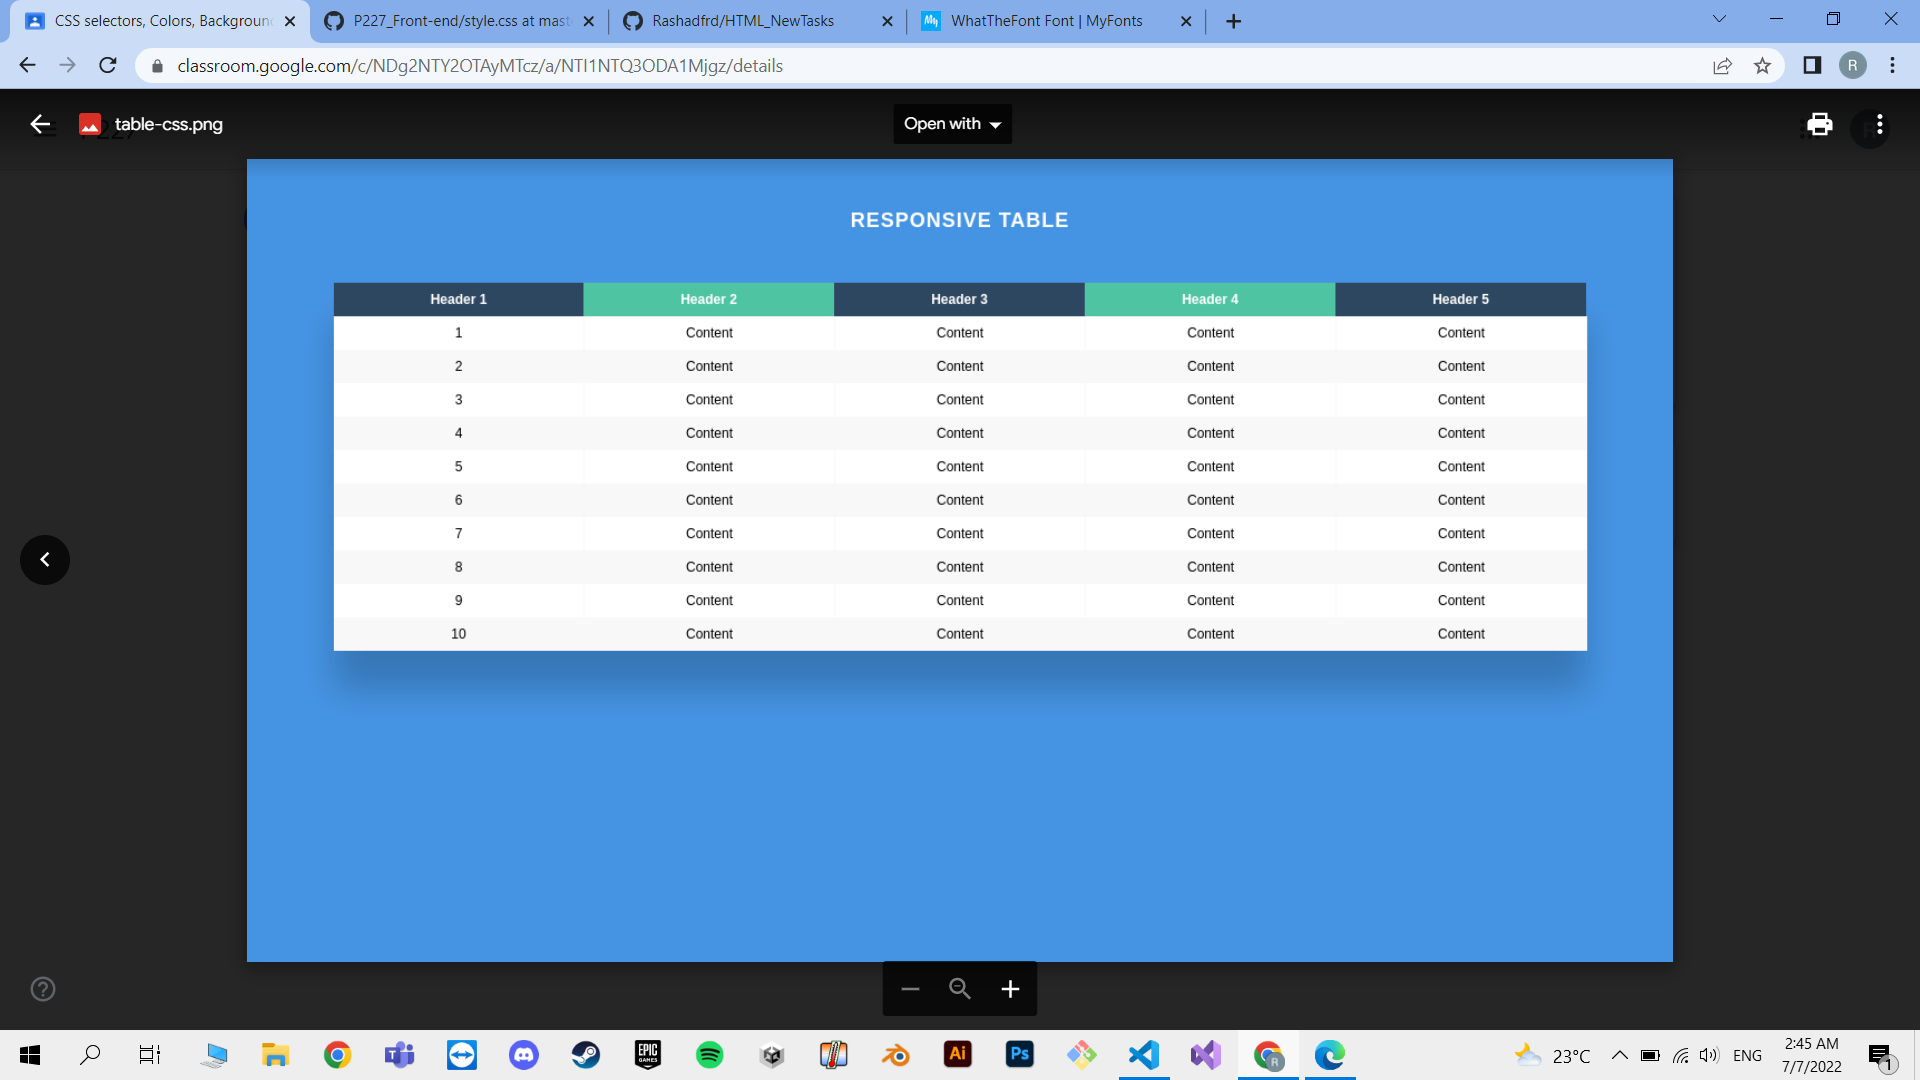 CSS selectors, Colors, Backgroun
P227_Front-end/style.css at mast
Rashadfrd/HTML_NewTasks
WhatTheFont Font | MyFonts
classroom.google.com/c/NDg2NTY2OTAyMTcz/a/NTI1NTQ3ODA1Mjgz/details
R
table-css.png
Open with
RESPONSIVE TABLE
Header 1 Header 2 Header 3 Header 4 Header 5
1 Content Content Content Content
2 Content Content Content Content
3 Content Content Content Content
4 Content Content Content Content
5 Content Content Content Content
6 Content Content Content Content
7 Content Content Content Content
8 Content Content Content Content
9 Content Content Content Content
10 Content Content Content Content
EPIC
GAMES
Ai
Ps
R
23°C
ENG
2:45 AM
7/7/2022
1